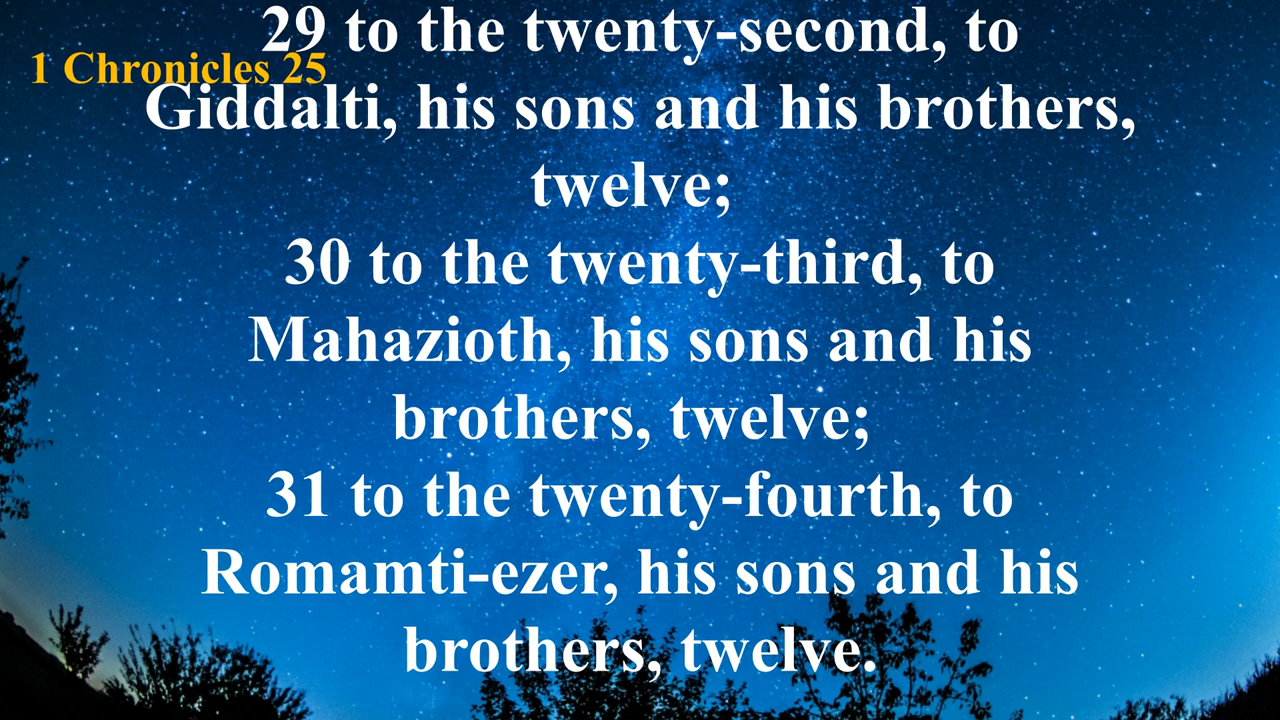 29 to the twenty-second, to
1 Chronicles 25
Giddalti, his sons and his brothers,
twelve;
30 to the twenty-third, to
Mahazioth, his sons and his
brothers, twelve;
31 to the twenty-fourth, to
Romamti-ezer, his sons and his
brothers, twelve.